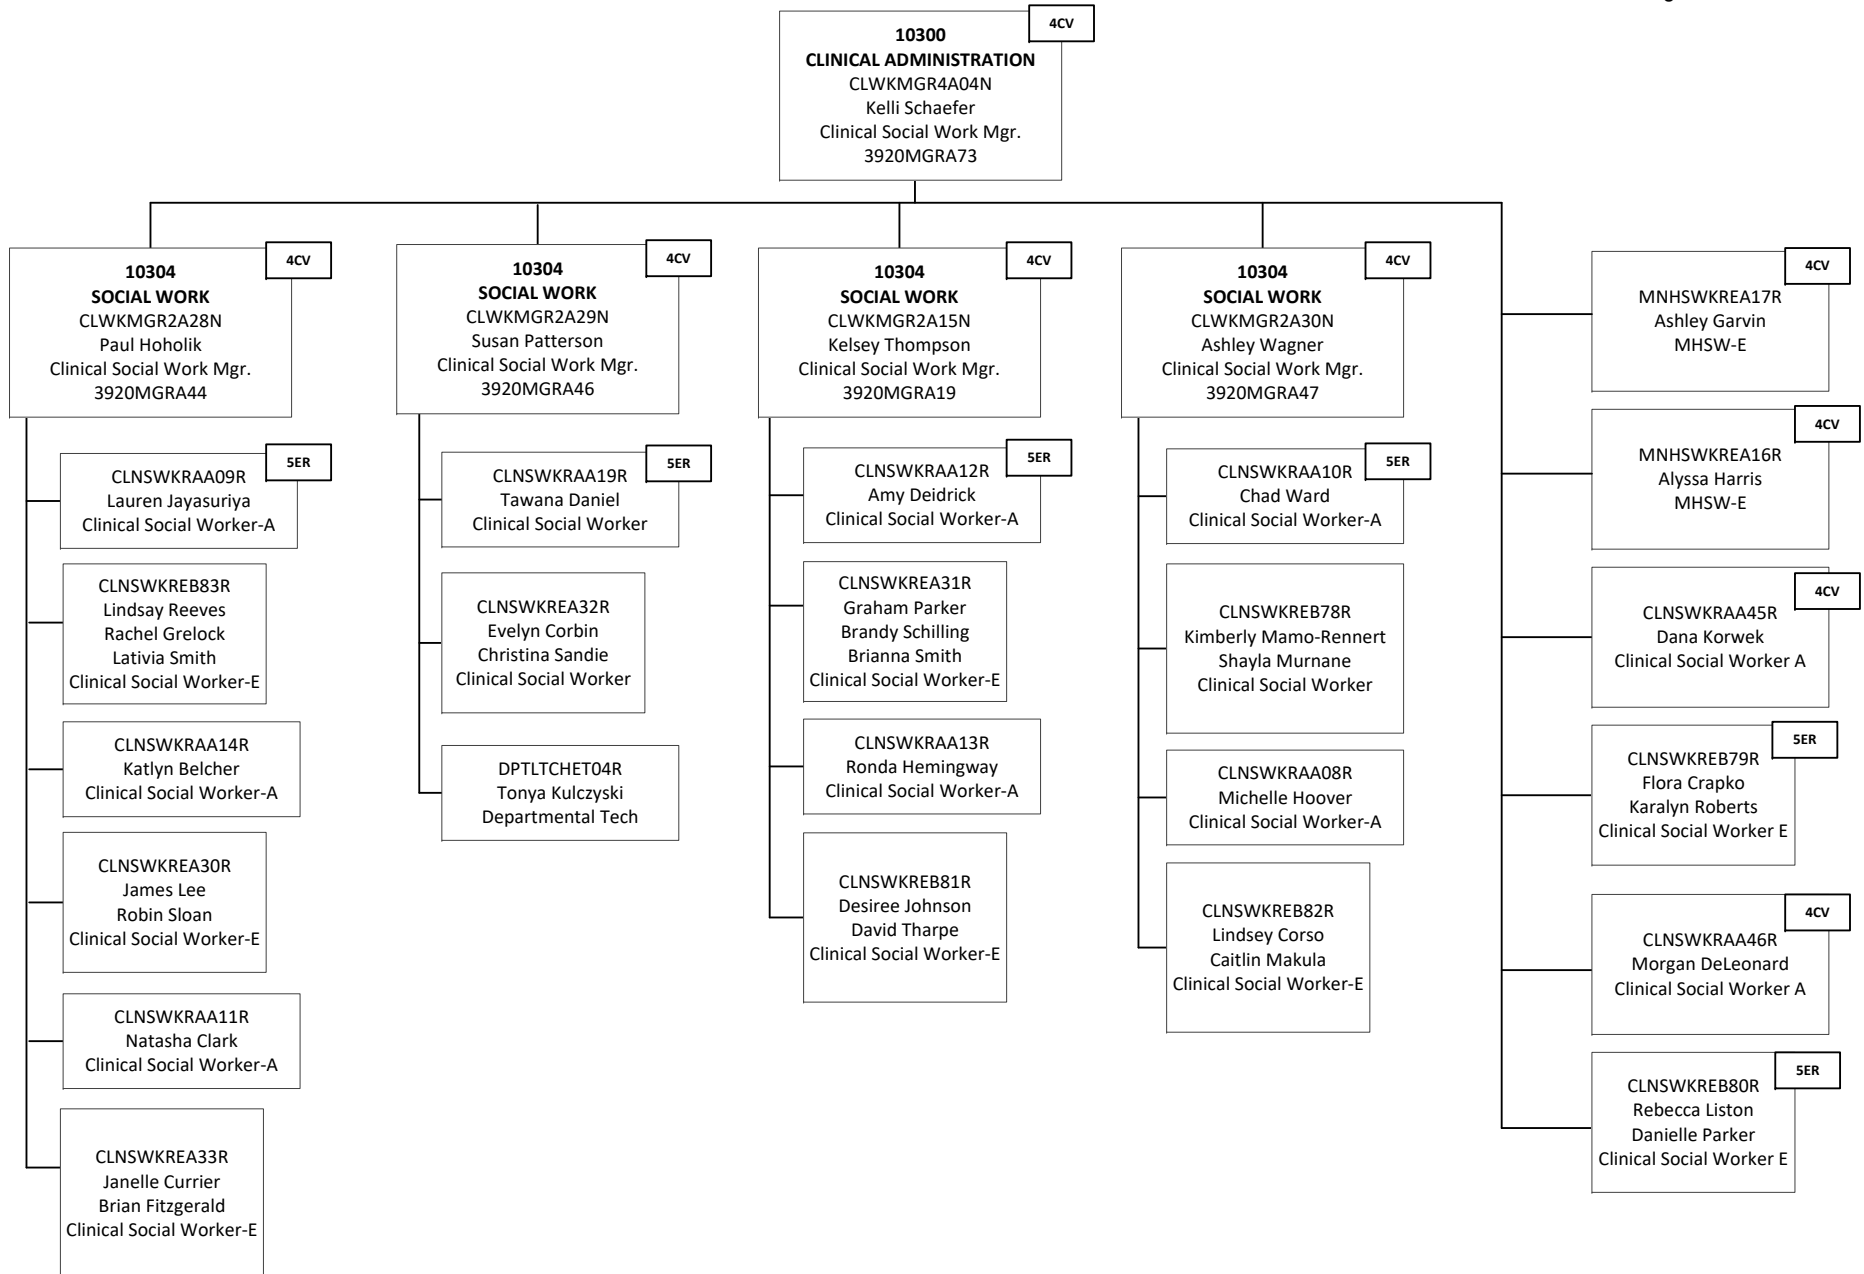 4CV
10300
CLINICAL ADMINISTRATION
CLWKMGR4A04N
Kelli Schaefer
Clinical Social Work Mgr.
3920MGRA73
4CV
10304
SOCIAL WORK
CLWKMGR2A28N
Paul Hoholik
Clinical Social Work Mgr.
3920MGRA44
5ER
CLNSWKRAA09R
Lauren Jayasuriya
Clinical Social Worker-A
CLNSWKREB83R
Lindsay Reeves
Rachel Grelock
Lativia Smith
Clinical Social Worker-E
CLNSWKRAA14R
Katlyn Belcher
Clinical Social Worker-A
CLNSWKREA30R
James Lee
Robin Sloan
Clinical Social Worker-E
CLNSWKRAA11R
Natasha Clark
Clinical Social Worker-A
CLNSWKREA33R
Janelle Currier
Brian Fitzgerald
Clinical Social Worker-E
4CV
10304
SOCIAL WORK
CLWKMGR2A29N
Susan Patterson
Clinical Social Work Mgr.
3920MGRA46
5ER
CLNSWKRAA19R
Tawana Daniel
Clinical Social Worker
CLNSWKREA32R
Evelyn Corbin
Christina Sandie
Clinical Social Worker
DPTLTCHET04R
Tonya Kulczyski
Departmental Tech
4CV
10304
SOCIAL WORK
CLWKMGR2A15N
Kelsey Thompson
Clinical Social Work Mgr.
3920MGRA19
5ER
CLNSWKRAA12R
Amy Deidrick
Clinical Social Worker-A
CLNSWKREA31R
Graham Parker
Brandy Schilling
Brianna Smith
Clinical Social Worker-E
CLNSWKRAA13R
Ronda Hemingway
Clinical Social Worker-A
CLNSWKREB81R
Desiree Johnson
David Tharpe
Clinical Social Worker-E
4CV
10304
SOCIAL WORK
CLWKMGR2A30N
Ashley Wagner
Clinical Social Work Mgr.
3920MGRA47
5ER
CLNSWKRAA10R
Chad Ward
Clinical Social Worker-A
CLNSWKREB78R
Kimberly Mamo-Rennert
Shayla Murnane
Clinical Social Worker
CLNSWKRAA08R
Michelle Hoover
Clinical Social Worker-A
CLNSWKREB82R
Lindsey Corso
Caitlin Makula
Clinical Social Worker-E
4CV
MNHSWKREA17R
Ashley Garvin
MHSW-E
4CV
MNHSWKREA16R
Alyssa Harris
MHSW-E
4CV
CLNSWKRAA45R
Dana Korwek
Clinical Social Worker A
5ER
CLNSWKREB79R
Flora Crapko
Karalyn Roberts
Clinical Social Worker E
4CV
CLNSWKRAA46R
Morgan DeLeonard
Clinical Social Worker A
5ER
CLNSWKREB80R
Rebecca Liston
Danielle Parker
Clinical Social Worker E